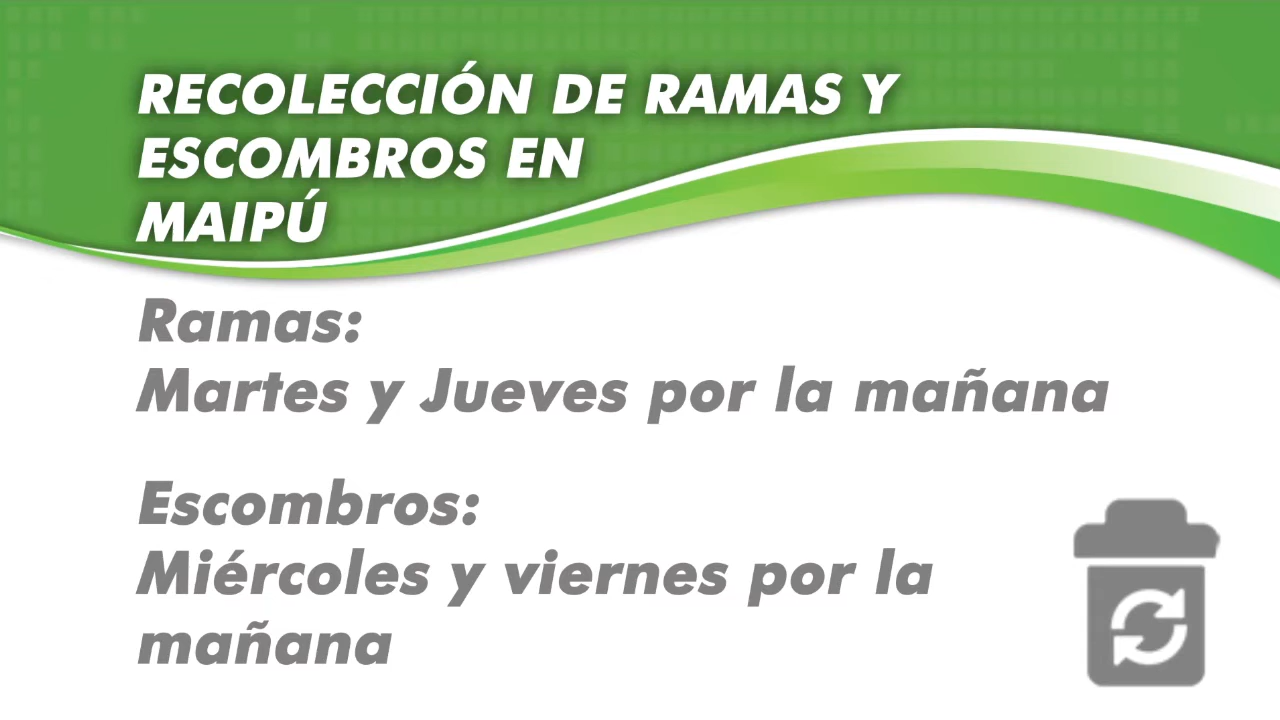 RECOLECCIÓN DE RAMAS Y
ESCOMBROS EN
MAIPÚ
Ramas:
Martes y Jueves por la mañana
Escombros:
Miércoles y viernes por la
mañana